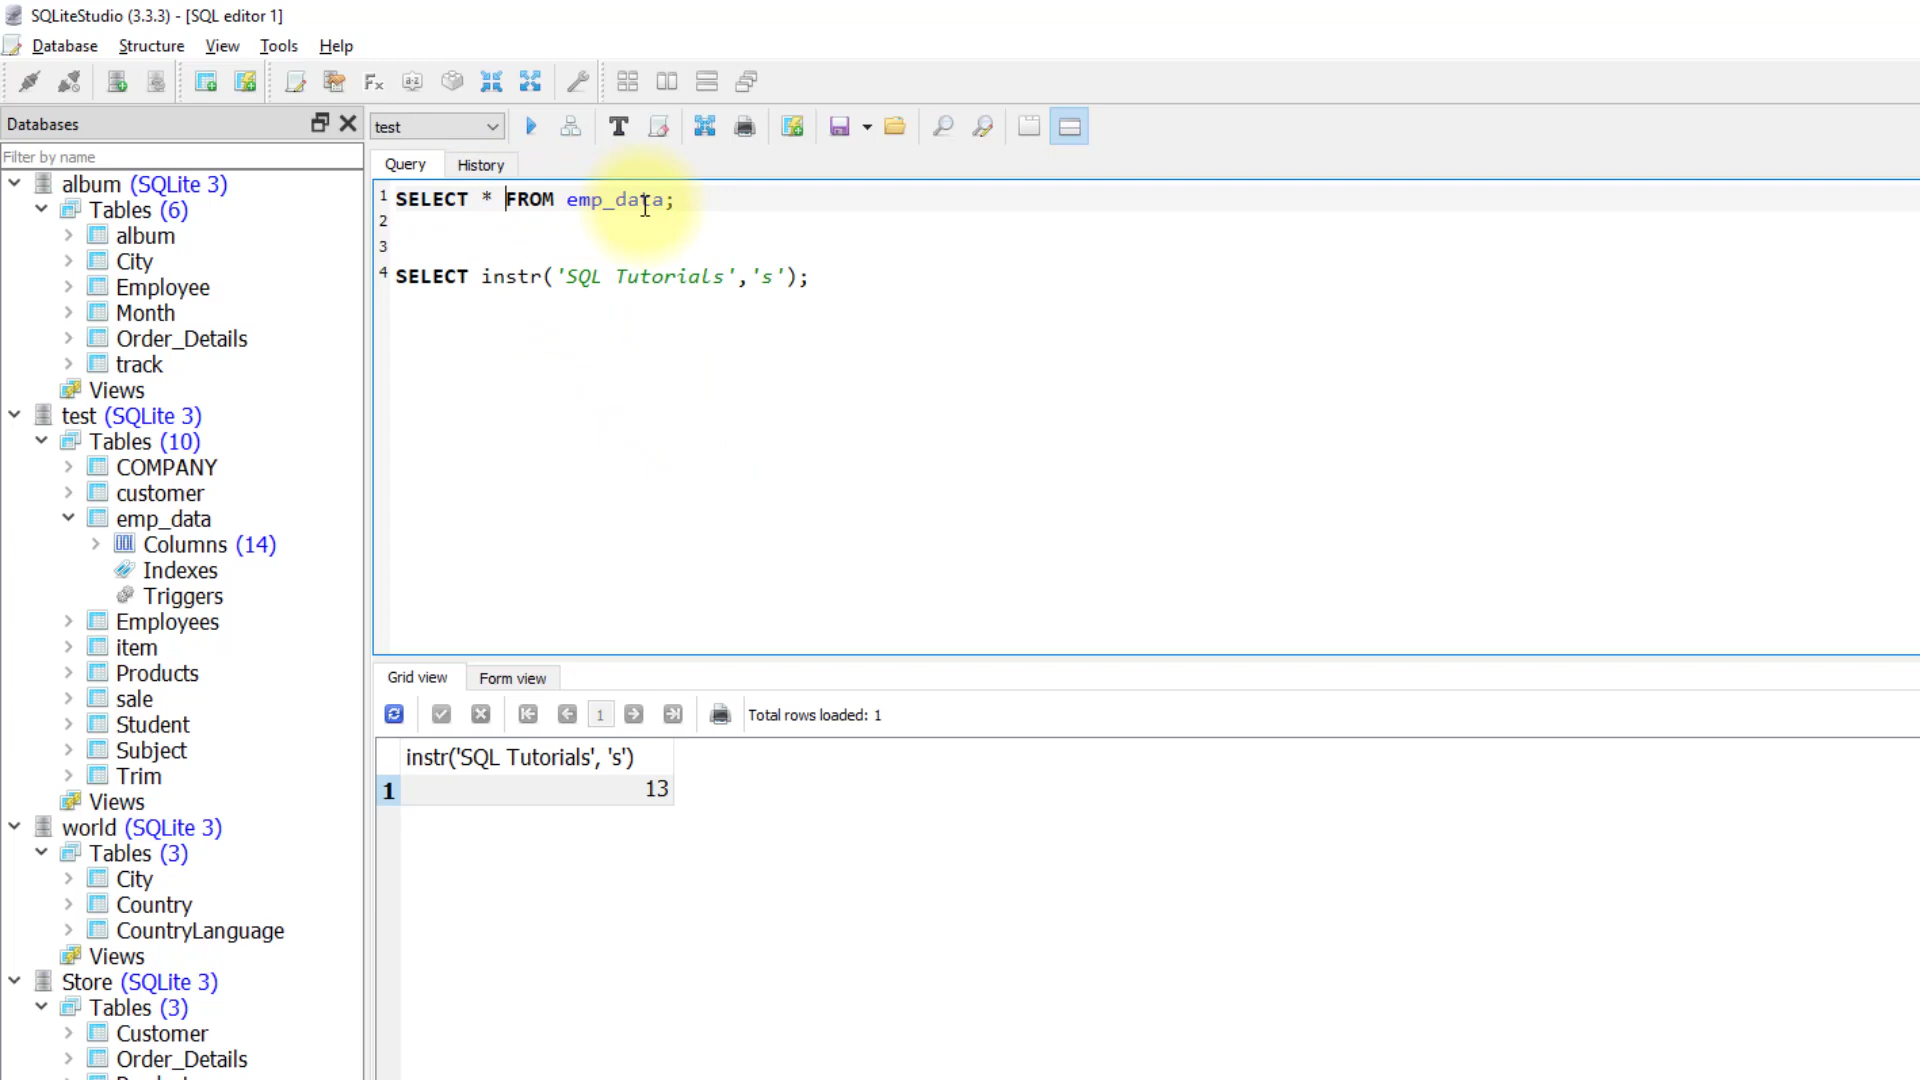 SQLiteStudio (3.3.3) - [SQL editor 1]
Database Structure View Tools Help
Databases
Filter by name
album (SQLite 3)
Tables (6)
album
City
Employee
Month
Order_Details
track
Views
test (SQLite 3)
Tables (10)
COMPANY
customer
emp_data
Columns (14)
Indexes
Triggers
Employees
item
Products
sale
Student
Subject
Trim
Views
world (SQLite 3)
Tables (3)
City
Country
CountryLanguage
Views
Store (SQLite 3)
Tables (3)
Customer
Order_Details
test
Query History
1 SELECT * FROM emp_data;
2
3
4 SELECT instr('SQL Tutorials','s');
Grid view Form view
1 Total rows loaded: 1
instr('SQL Tutorials', 's')
1 13